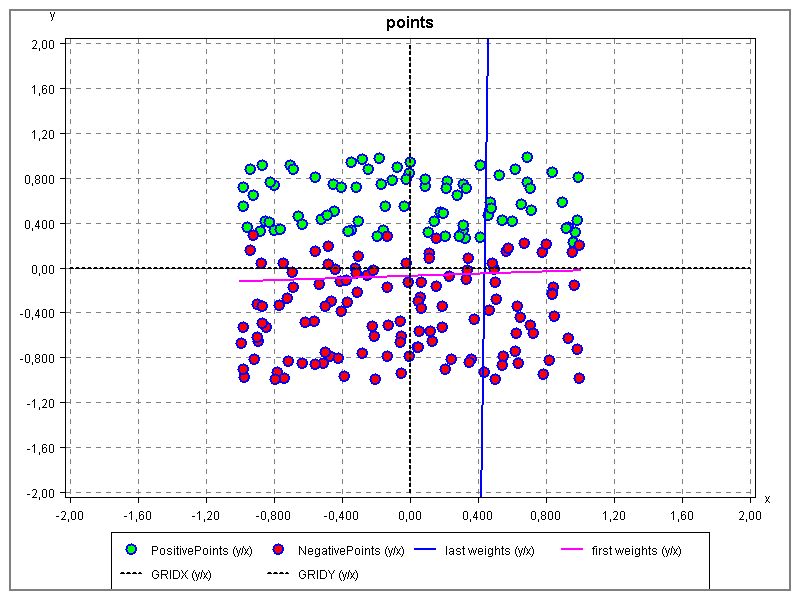 points
y
2,00
1,60
1,20
0,800
0,400
0,00
-0,400
-0,800
-1,20
-1,60
-2,00
-2,00 -1,60 -1,20 -0,800 -0,400 0,00 0,400 0,800 1,20 1,60 2,00
x
PositivePoints (y/x) NegativePoints (y/x) last weights (y/x) first weights (y/x)
GRIDX (y/x) GRIDY (y/x)